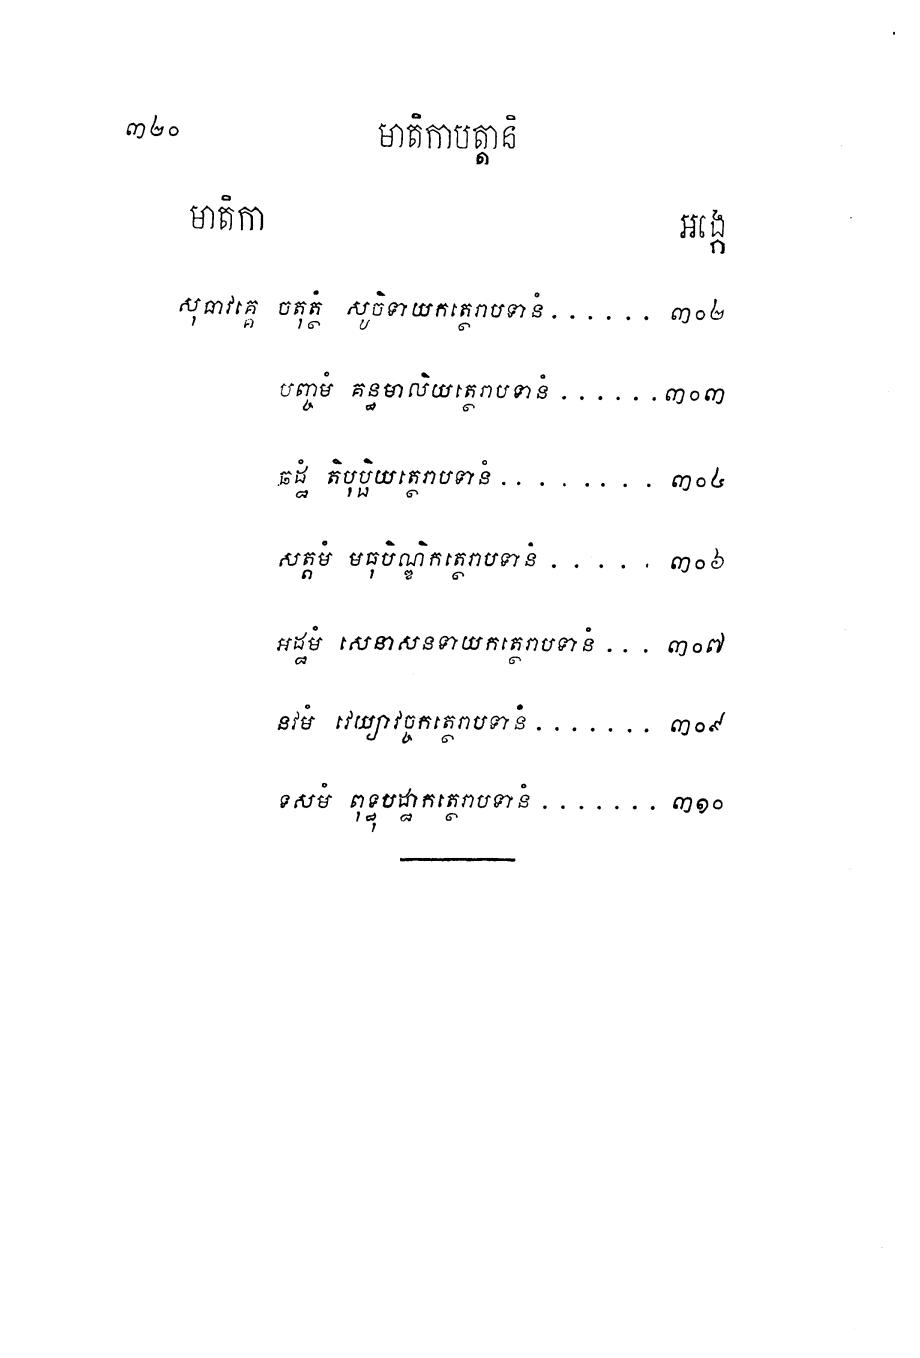 ៣២០
មាតិកាបត្តានិ
មាតិកា អង្កេ
សុធាវគ្គេ ចតុត្ថំ សូចិទាយកត្ថេរាបទានំ . . . . . . ៣០២
បញ្ចមំ គន្ធមាលិយត្ថេរាបទានំ . . . . . . ៣០៣
ឆដ្ឋំ តិបុប្ផិយត្ថេរាបទានំ . . . . . . . . ៣០៤
សត្តមំ មធុបិណ្ឌិកត្ថេរាបទានំ . . . . . ៣០៦
អដ្ឋមំ សេនាសនទាយកត្ថេរាបទានំ . . . ៣០៧
នវមំ វេយ្យាវច្ចកត្ថេរាបទានំ . . . . . . . ៣០៩
ទសមំ ពុទ្ធុបដ្ឋាកត្ថេរាបទានំ . . . . . . . ៣១០